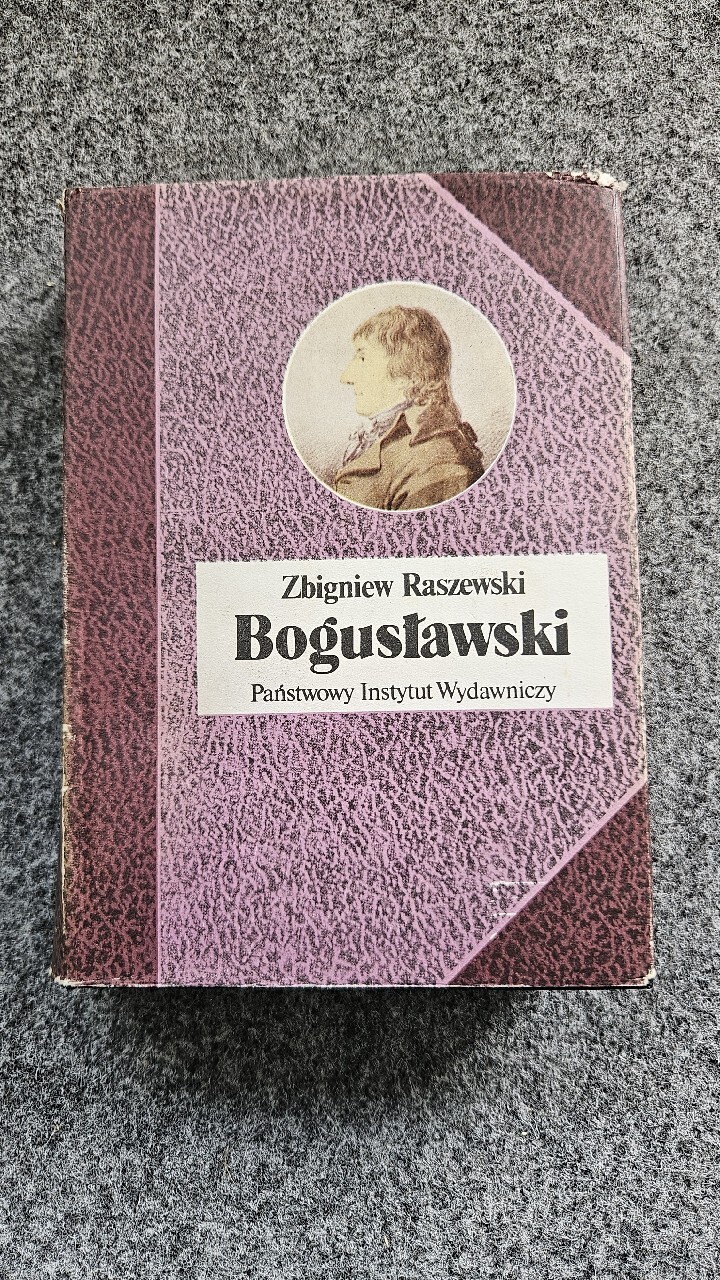 Zbigniew Raszewski
Bogusławski
Państwowy Instytut Wydawniczy